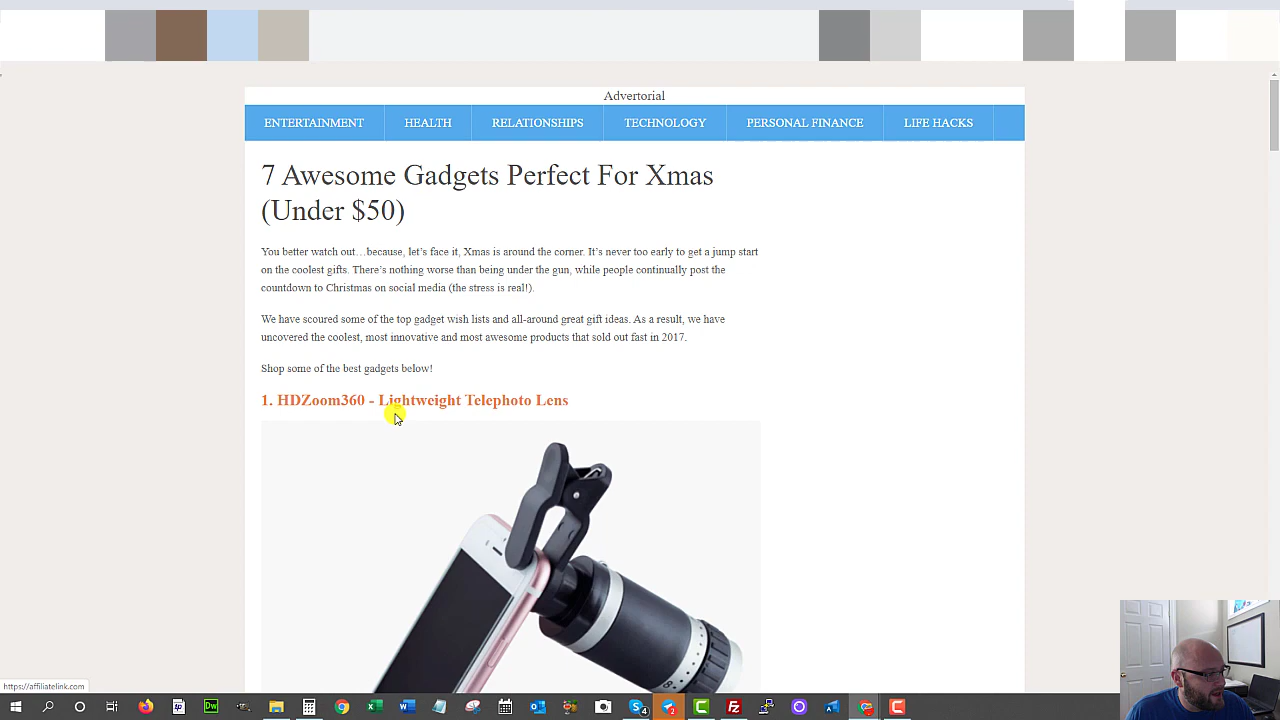 Advertorial
ENTERTAINMENT HEALTH RELATIONSHIPS TECHNOLOGY PERSONAL FINANCE LIFE HACKS
7 Awesome Gadgets Perfect For Xmas
(Under $50)
You better watch out…because, let’s face it, Xmas is around the corner. It’s never too early to get a jump start
on the coolest gifts. There’s nothing worse than being under the gun, while people continually post the
countdown to Christmas on social media (the stress is real!).
We have scoured some of the top gadget wish lists and all-around great gift ideas. As a result, we have
uncovered the coolest, most innovative and most awesome products that sold out fast in 2017.
Shop some of the best gadgets below!
1. HDZoom360 - Lightweight Telephoto Lens
https://affiliatelink.com